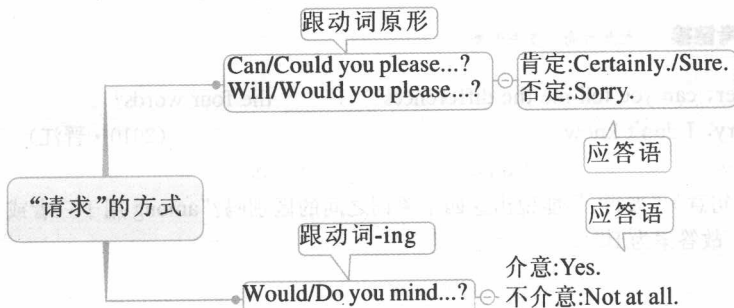 跟动词原形
Can/Could you please...?
Will/Would you please...?
肯定:Certainly./Sure.
否定:Sorry.
应答语
“请求”的方式
应答语
跟动词-ing
Would/Do you mind...?
介意:Yes.
不介意:Not at all.